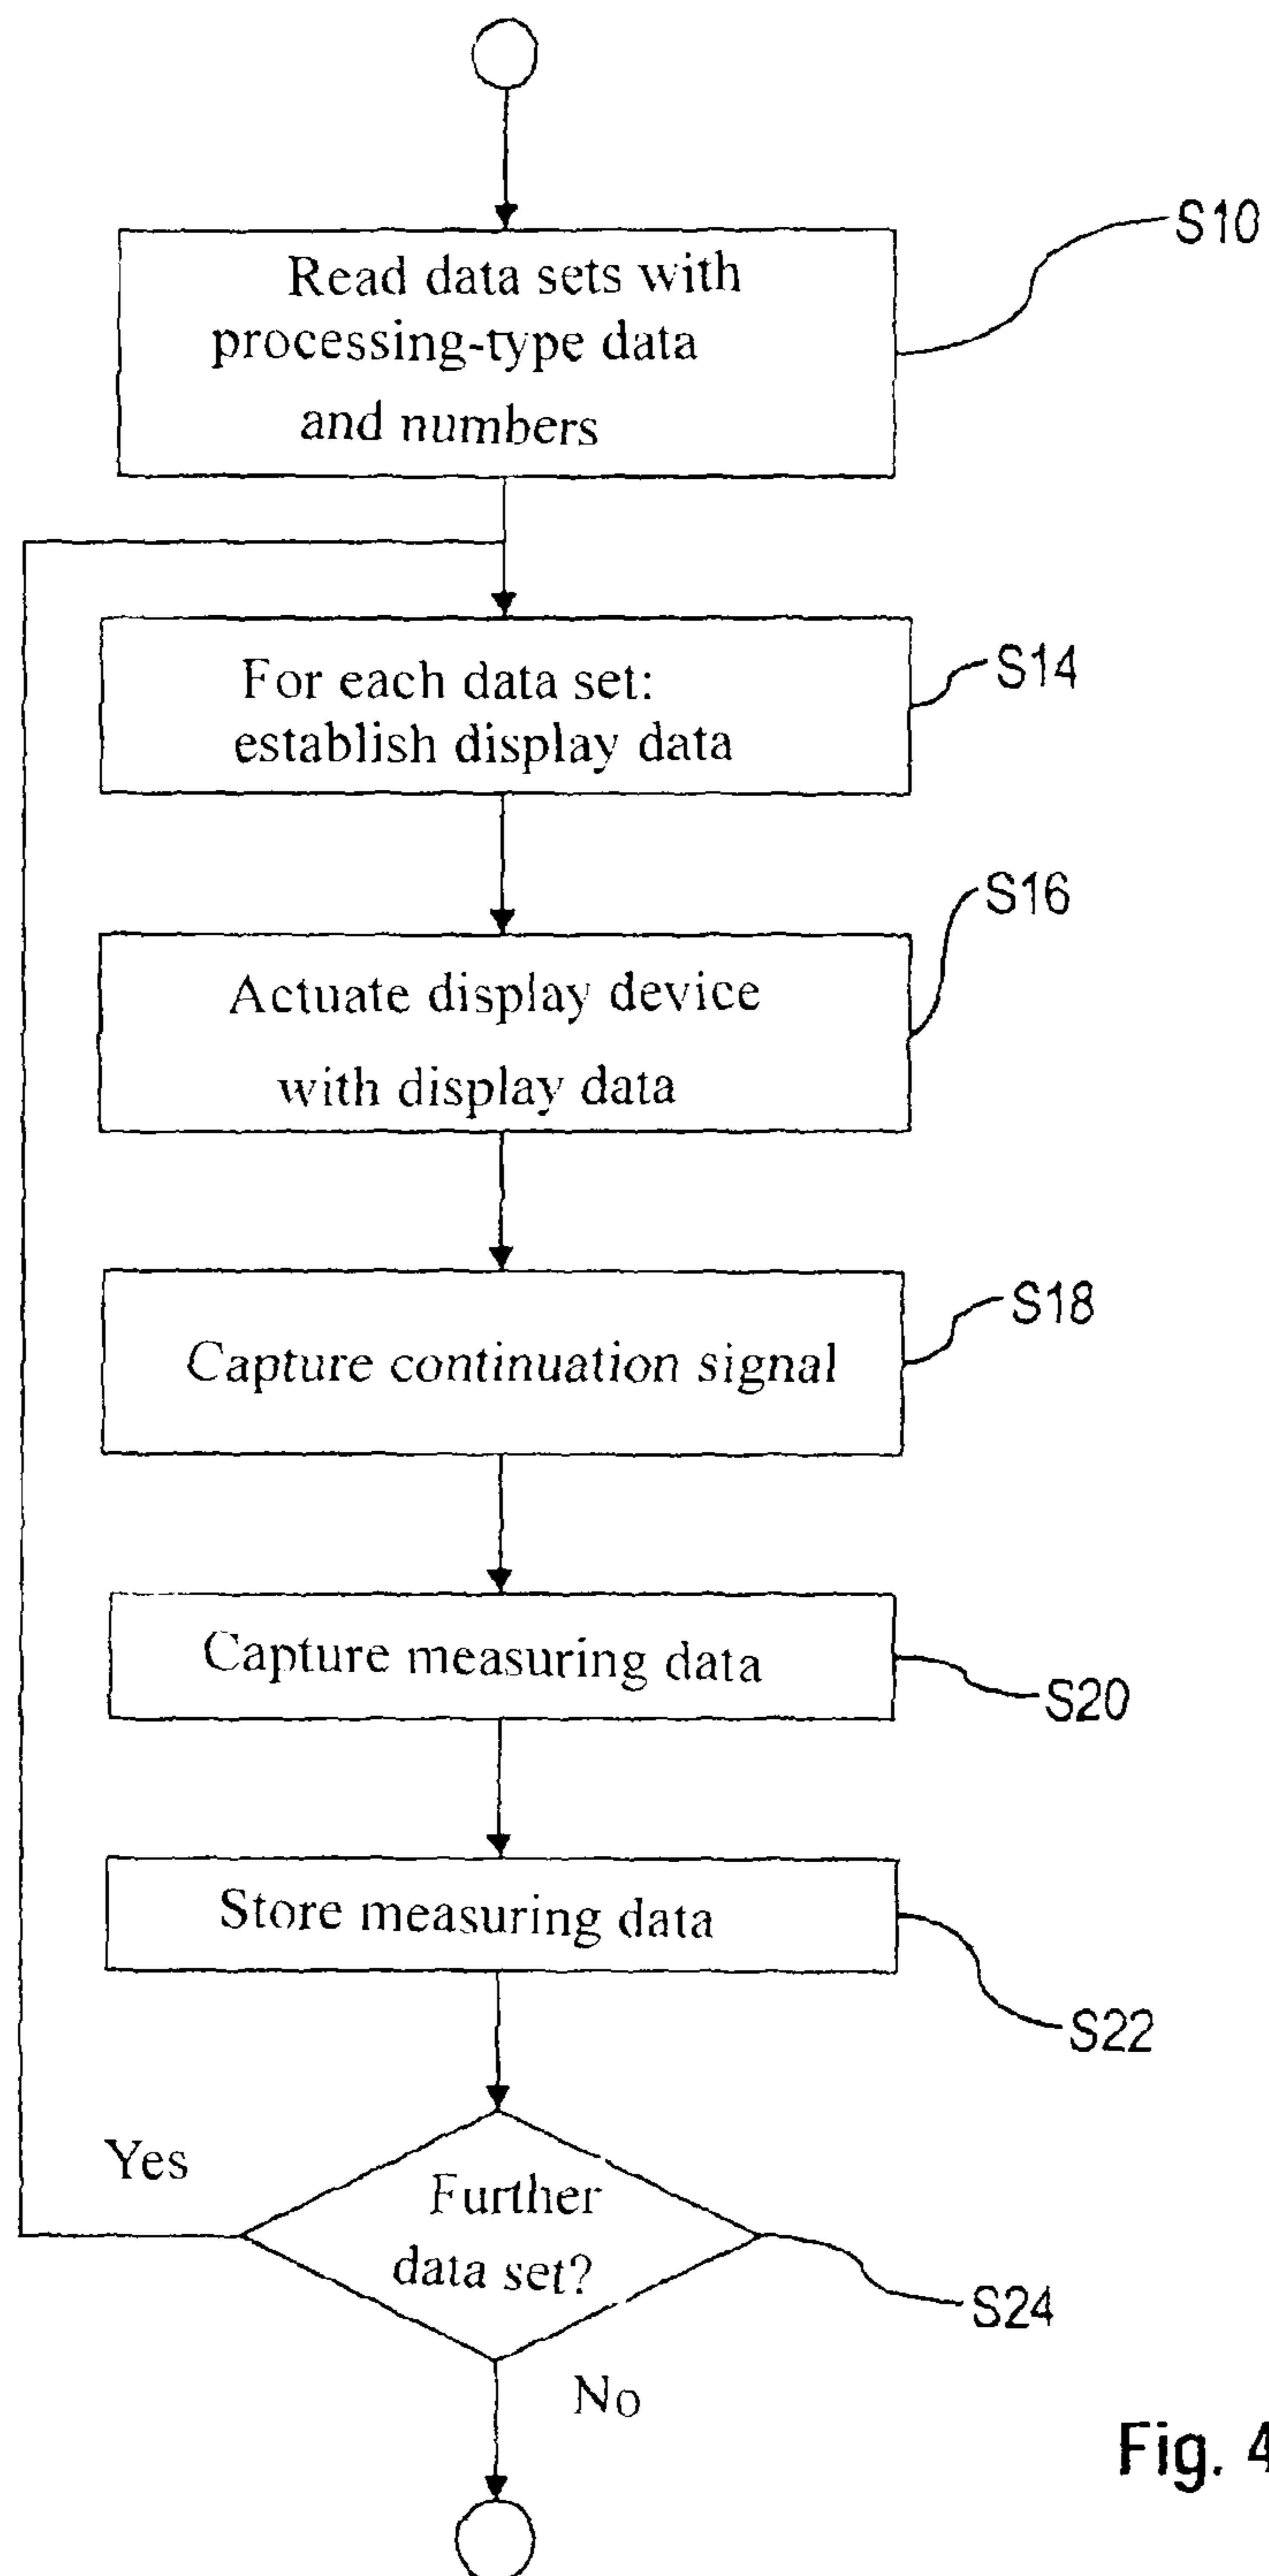 S10
Read data sets with
processing-type data
and numbers
For each data set:
establish display data
S14
S16
Actuate display device
with display data
S18
Capture continuation signal
Capture measuring data
S20
Store measuring data
S22
Yes
Further
data set?
S24
No
Fig. 4